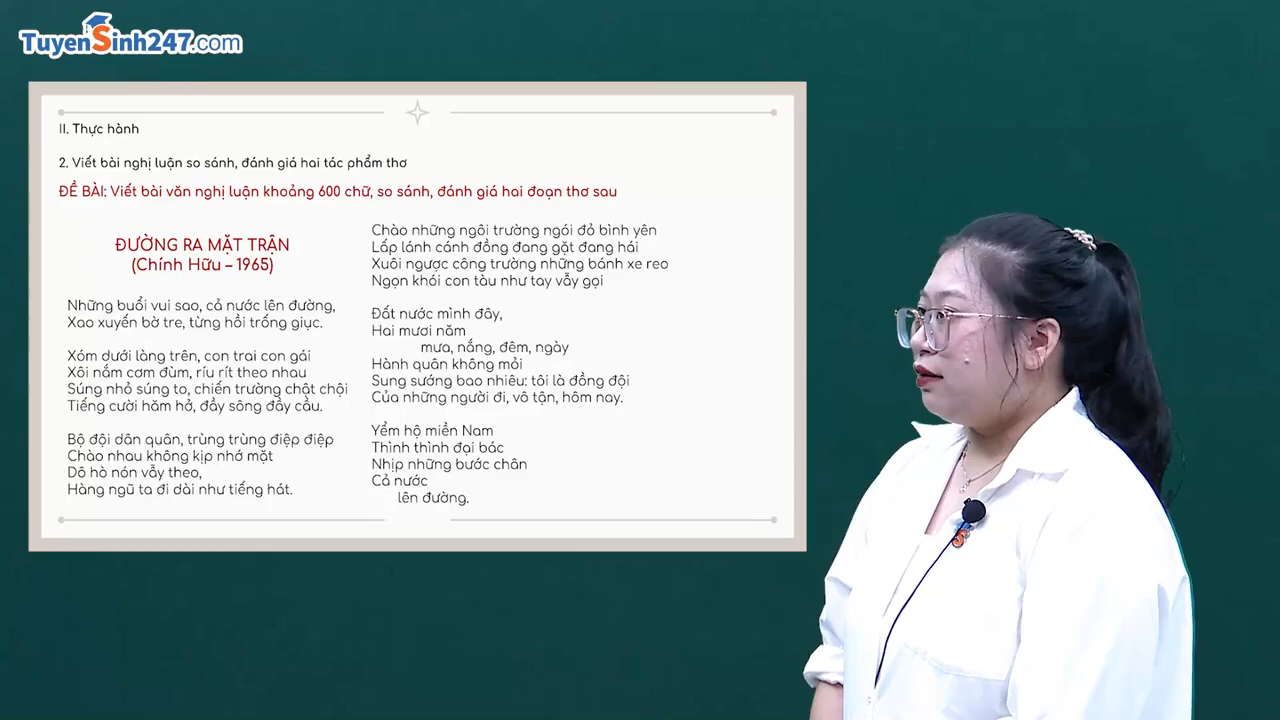 TuyenSinh247.com
II. Thực hành
2. Viết bài nghị luận so sánh, đánh giá hai tác phẩm thơ
ĐỀ BÀI: Viết bài văn nghị luận khoảng 600 chữ, so sánh, đánh giá hai đoạn thơ sau
ĐƯỜNG RA MẶT TRẬN
(Chính Hữu – 1965)
Những buổi vui sao, cả nước lên đường,
Xao xuyến bờ tre, từng hồi trống giục.
Xóm dưới làng trên, con trai con gái
Xôi nắm cơm đùm, ríu rít theo nhau
Súng nhỏ súng to, chiến trường chật chội
Tiếng cười hăm hở, đầy sông đầy cầu.
Bộ đội dân quân, trùng trùng điệp điệp
Chào nhau không kịp nhớ mặt
Dô hò nón vẫy theo,
Hàng ngũ ta đi dài như tiếng hát.
Chào những ngôi trường ngói đỏ bình yên
Lấp lánh cánh đồng đang gặt đang hái
Xuôi ngược công trường những bánh xe reo
Ngọn khói con tàu như tay vẫy gọi
Đất nước mình đây,
Hai mươi năm
mưa, nắng, đêm, ngày
Hành quân không mỏi
Sung sướng bao nhiêu: tôi là đồng đội
Của những người đi, vô tận, hôm nay.
Yểm hộ miền Nam
Thình thình đại bác
Nhịp những bước chân
Cả nước
lên đường.